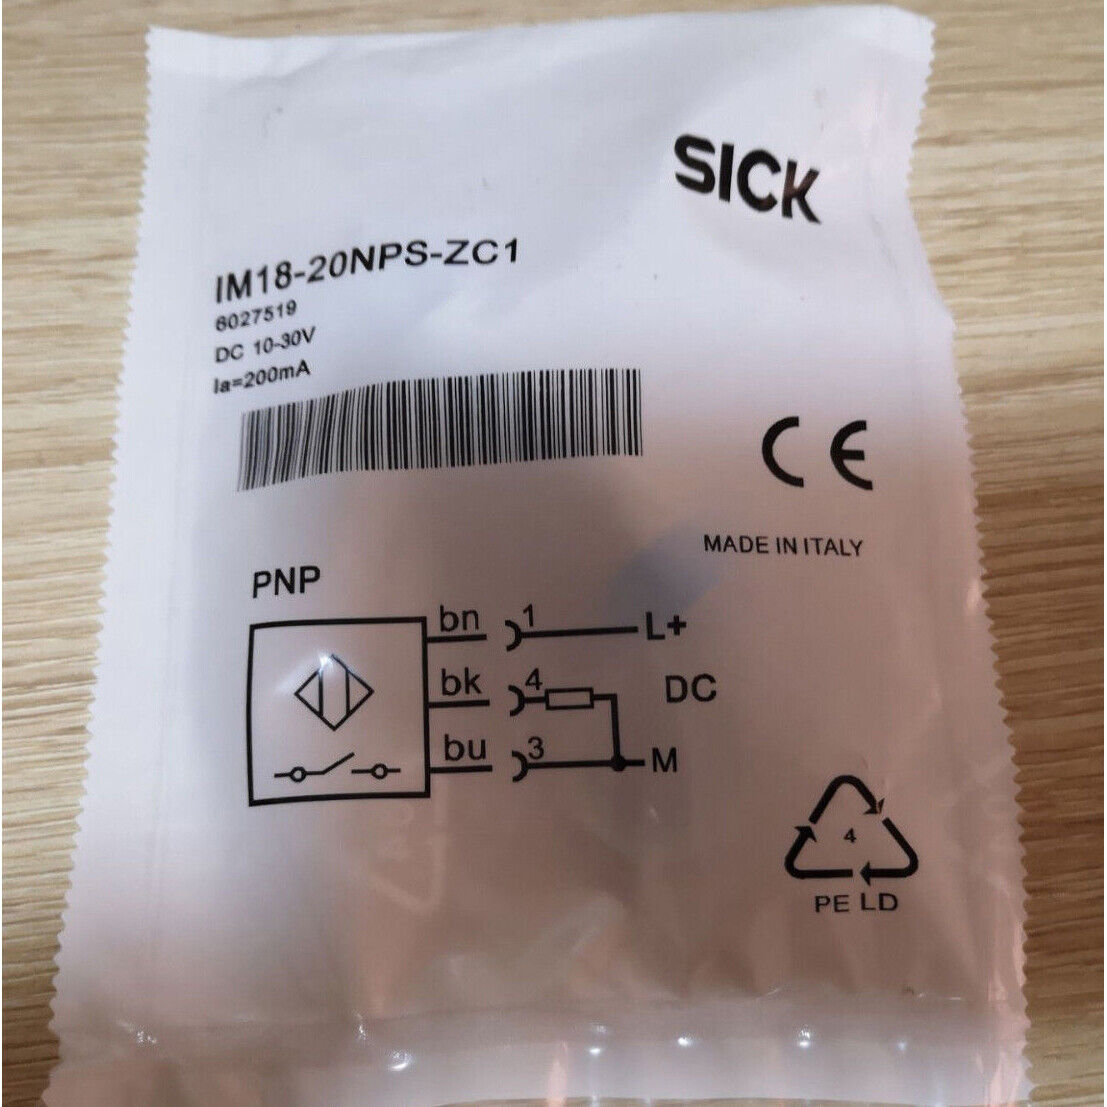 SICK
IM18-20NPS-ZC1
6027519
DC 10-30V
Ia=200mA
CE
MADE IN ITALY
PNP
bn 1 L+
bk 4 DC
bu 3 M
4
PE LD